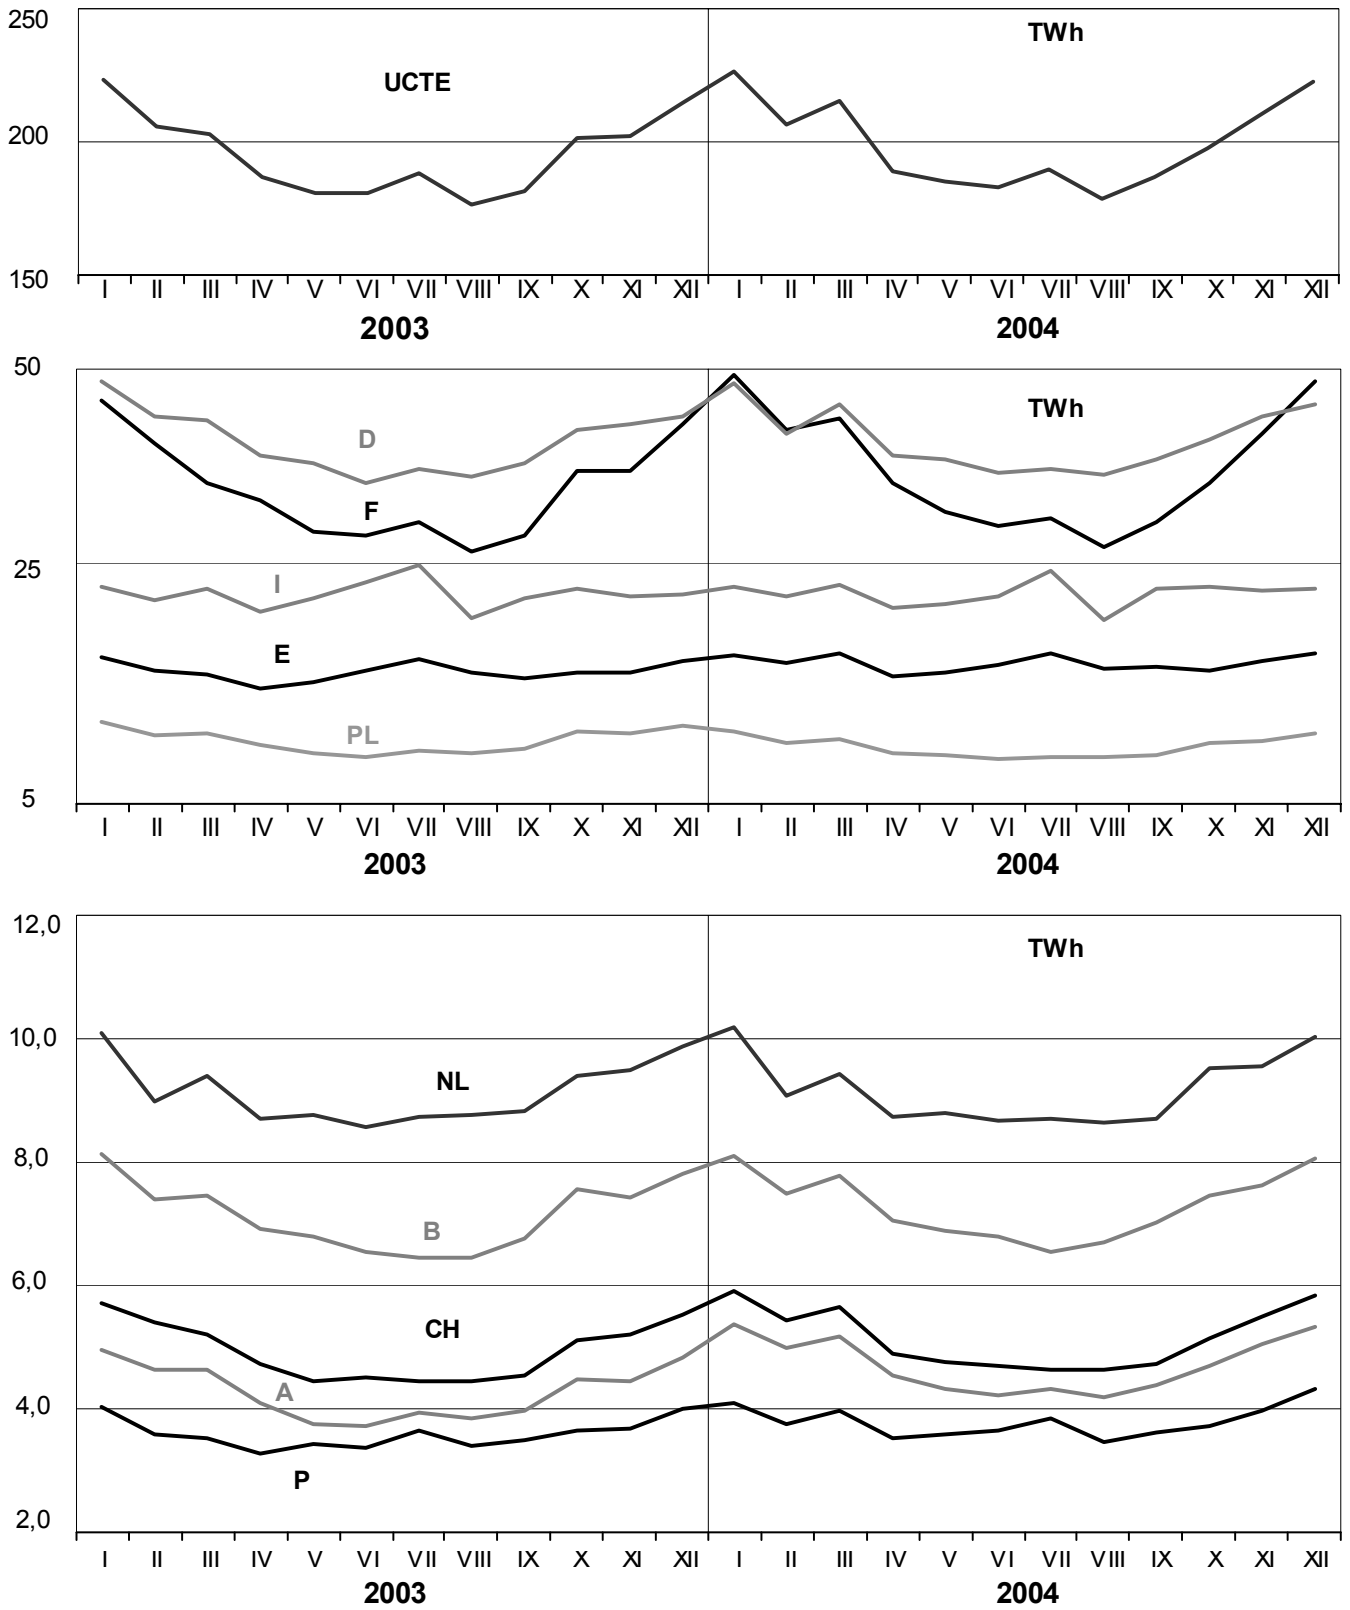 250
TWh
UCTE
200
150
I II III IV V VI VII VIII IX X XI XII I II III IV V VI VII VIII IX X XI XII
2003 2004
50
TWh
D
F
25
I
E
PL
5
I II III IV V VI VII VIII IX X XI XII I II III IV V VI VII VIII IX X XI XII
2003 2004
12,0
TWh
10,0
NL
8,0
B
6,0
CH
A
4,0
P
2,0
I II III IV V VI VII VIII IX X XI XII I II III IV V VI VII VIII IX X XI XII
2003 2004